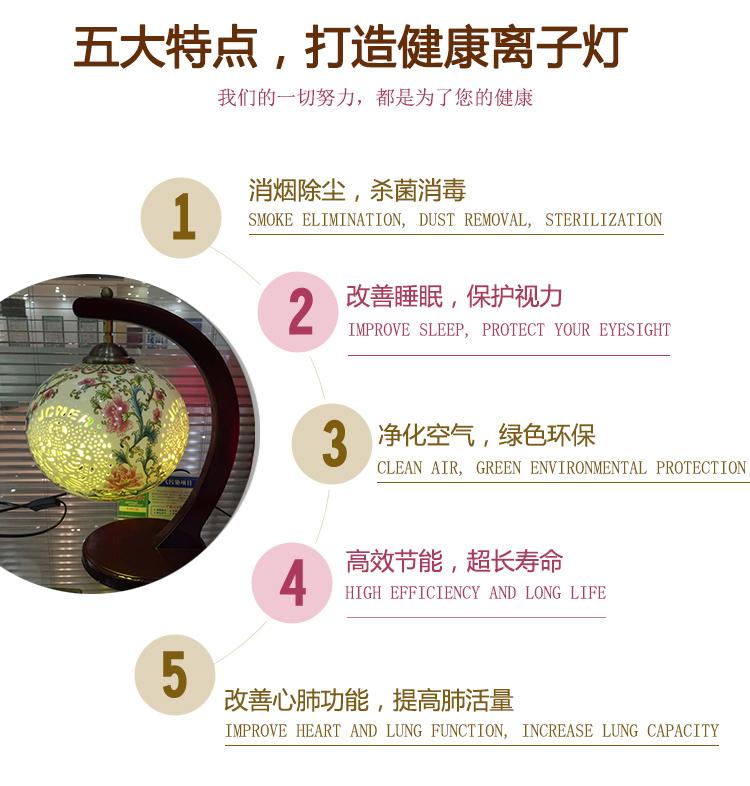 五大特点，打造健康离子灯
我们的一切努力，都是为了您的健康
1
消烟除尘，杀菌消毒
SMOKE ELIMINATION, DUST REMOVAL, STERILIZATION
2
改善睡眠，保护视力
IMPROVE SLEEP, PROTECT YOUR EYESIGHT
3
净化空气，绿色环保
CLEAN AIR, GREEN ENVIRONMENTAL PROTECTION
4
高效节能，超长寿命
HIGH EFFICIENCY AND LONG LIFE
5
改善心肺功能，提高肺活量
IMPROVE HEART AND LUNG FUNCTION, INCREASE LUNG CAPACITY